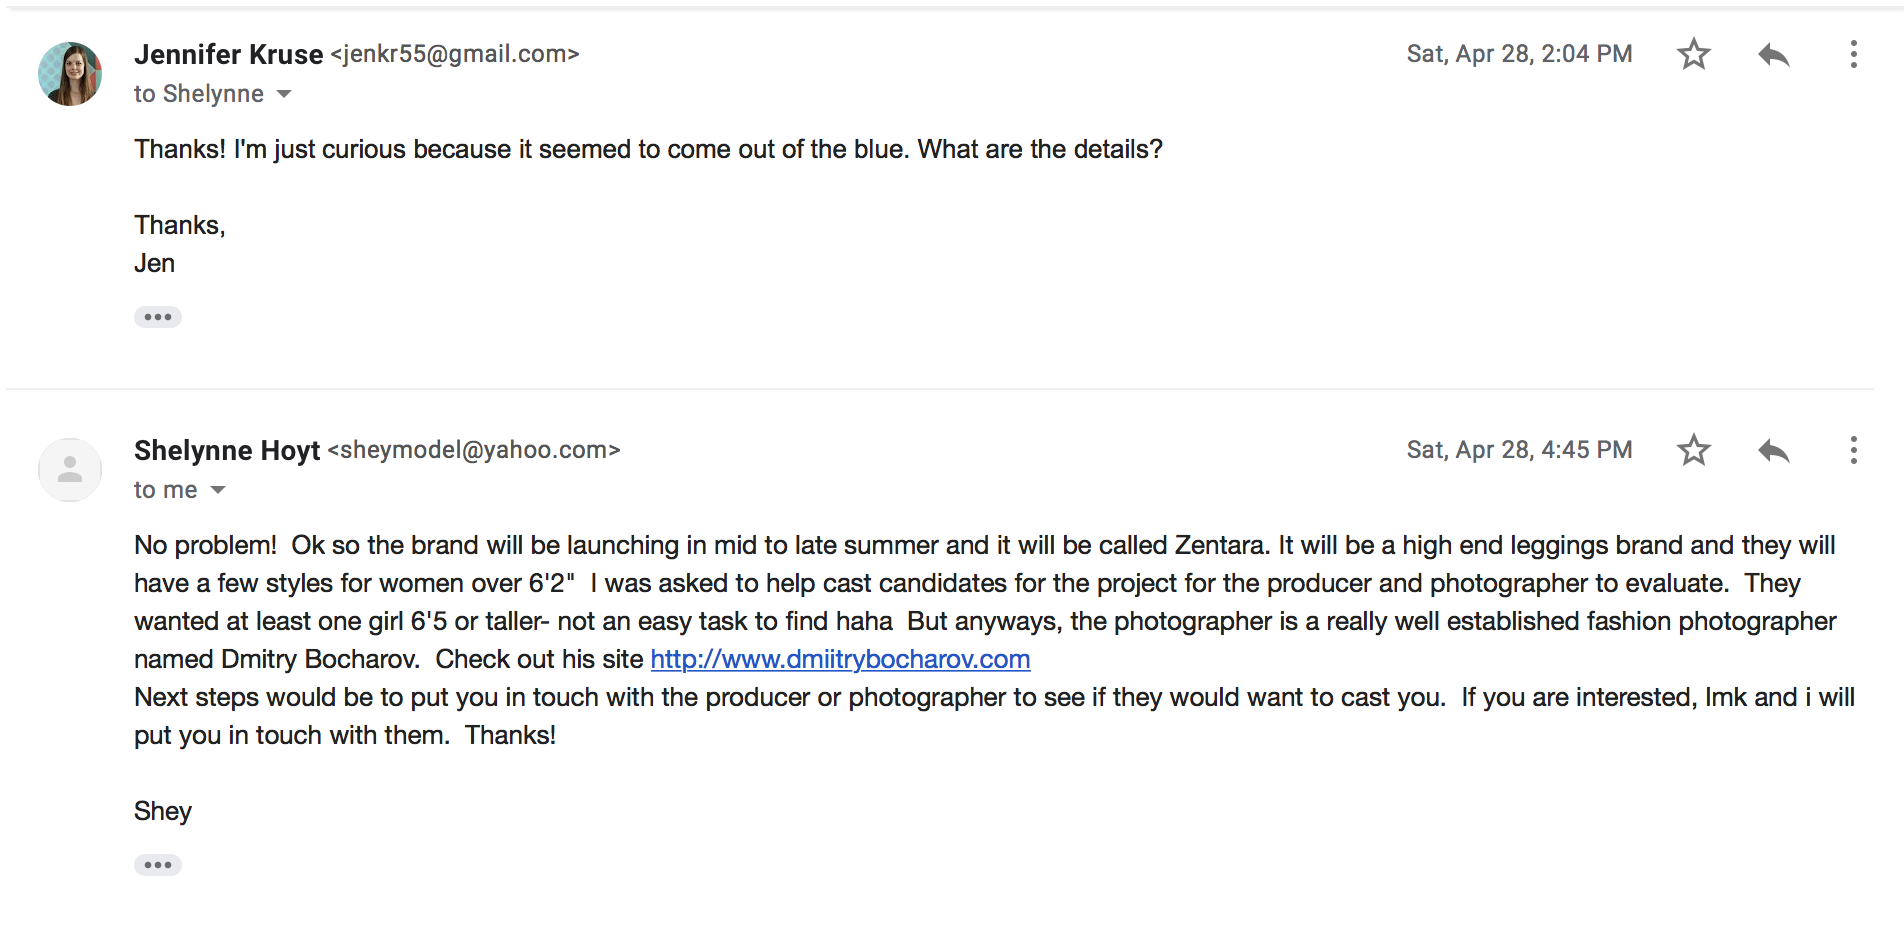 Jennifer Kruse <jenkr55@gmail.com> Sat, Apr 28, 2:04 PM
to Shelynne
Thanks! I'm just curious because it seemed to come out of the blue. What are the details?
Thanks,
Jen
Shelynne Hoyt <sheymodel@yahoo.com> Sat, Apr 28, 4:45 PM
to me
No problem!  Ok so the brand will be launching in mid to late summer and it will be called Zentara. It will be a high end leggings brand and they will
have a few styles for women over 6'2"  I was asked to help cast candidates for the project for the producer and photographer to evaluate.  They
wanted at least one girl 6'5 or taller- not an easy task to find haha  But anyways, the photographer is a really well established fashion photographer
named Dmitry Bocharov.  Check out his site http://www.dmiitrybocharov.com
Next steps would be to put you in touch with the producer or photographer to see if they would want to cast you.  If you are interested, lmk and i will
put you in touch with them.  Thanks!
Shey